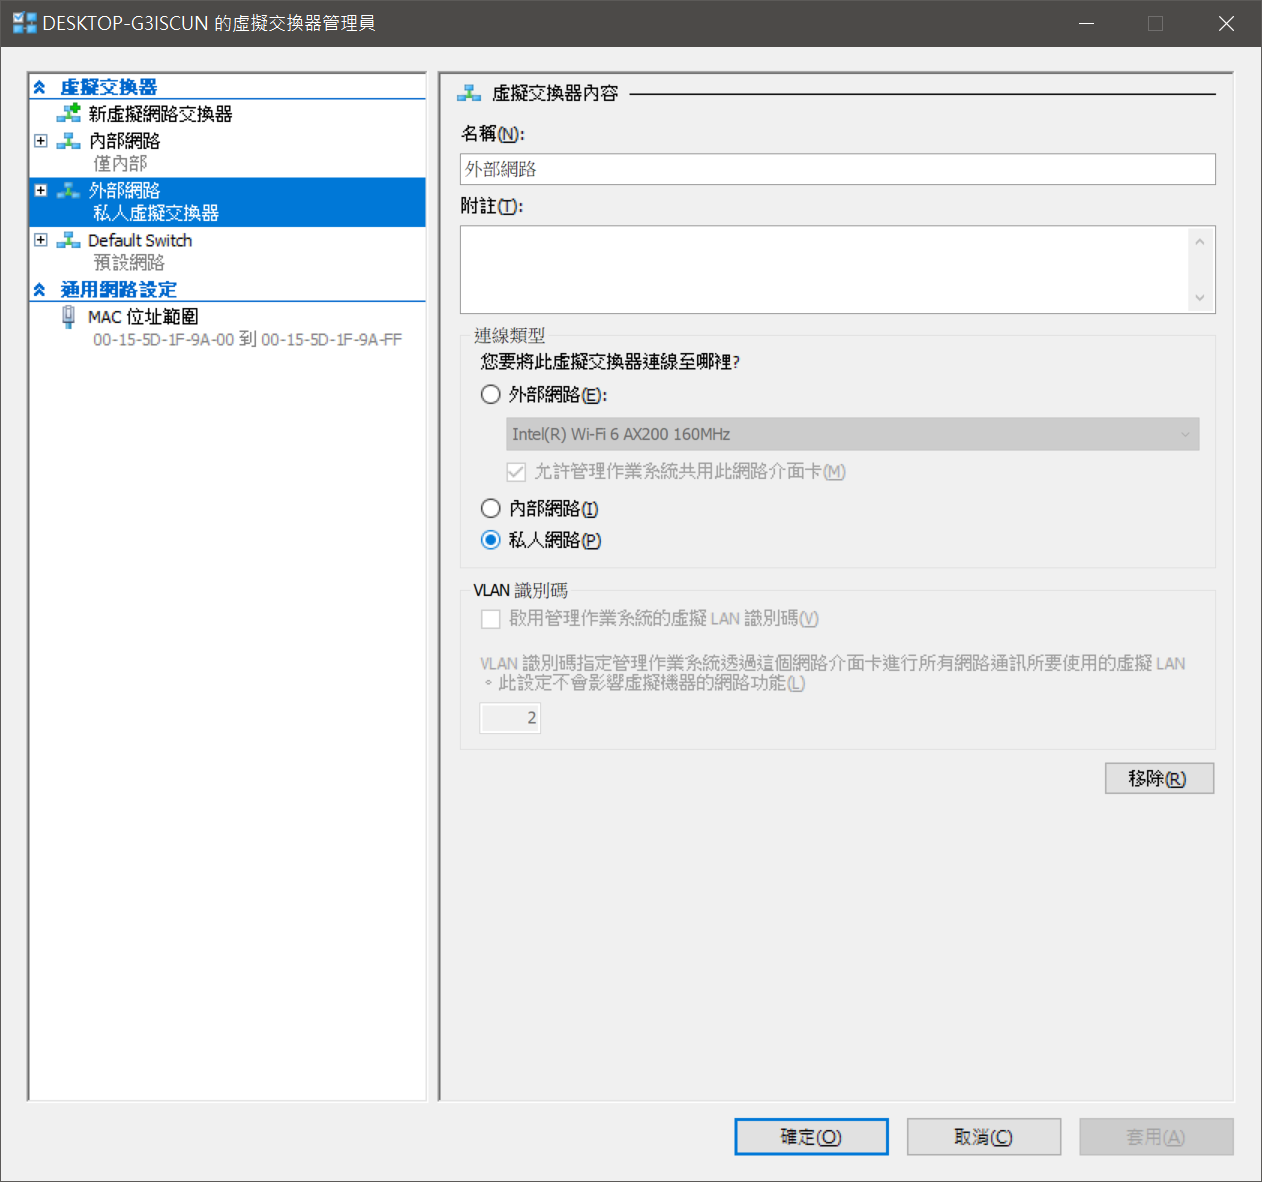 DESKTOP-G3ISCUN 的虛擬交換器管理員
虛擬交換器
新虛擬網路交換器
內部網路
僅內部
外部網路
私人虛擬交換器
Default Switch
預設網路
通用網路設定
MAC 位址範圍
00-15-5D-1F-9A-00 到 00-15-5D-1F-9A-FF
虛擬交換器內容
名稱(N):
外部網路
附註(T):
連線類型
您要將此虛擬交換器連線至哪裡?
外部網路(E):
Intel(R) Wi-Fi 6 AX200 160MHz
允許管理作業系統共用此網路介面卡(M)
內部網路(I)
私人網路(P)
VLAN 識別碼
啟用管理作業系統的虛擬 LAN 識別碼(V)
VLAN 識別碼指定管理作業系統透過這個網路介面卡進行所有網路通訊所要使用的虛擬 LAN
。此設定不會影響虛擬機器的網路功能(L)
2
移除(R)
確定(O)
取消(C)
套用(A)